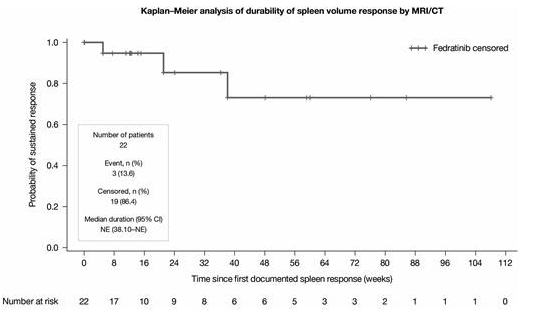 Kaplan–Meier analysis of durability of spleen volume response by MRI/CT
Fedratinib censored
Probability of sustained response
1.0
0.8
0.6
0.4
0.2
0.0
Number of patients
22
Event, n (%)
3 (13.6)
Censored, n (%)
19 (86.4)
Median duration (95% CI)
NE (38.10–NE)
0 8 16 24 32 40 48 56 64 72 80 88 96 104 112
Time since first documented spleen response (weeks)
Number at risk 22 17 10 9 8 6 6 5 3 3 2 1 1 1 0